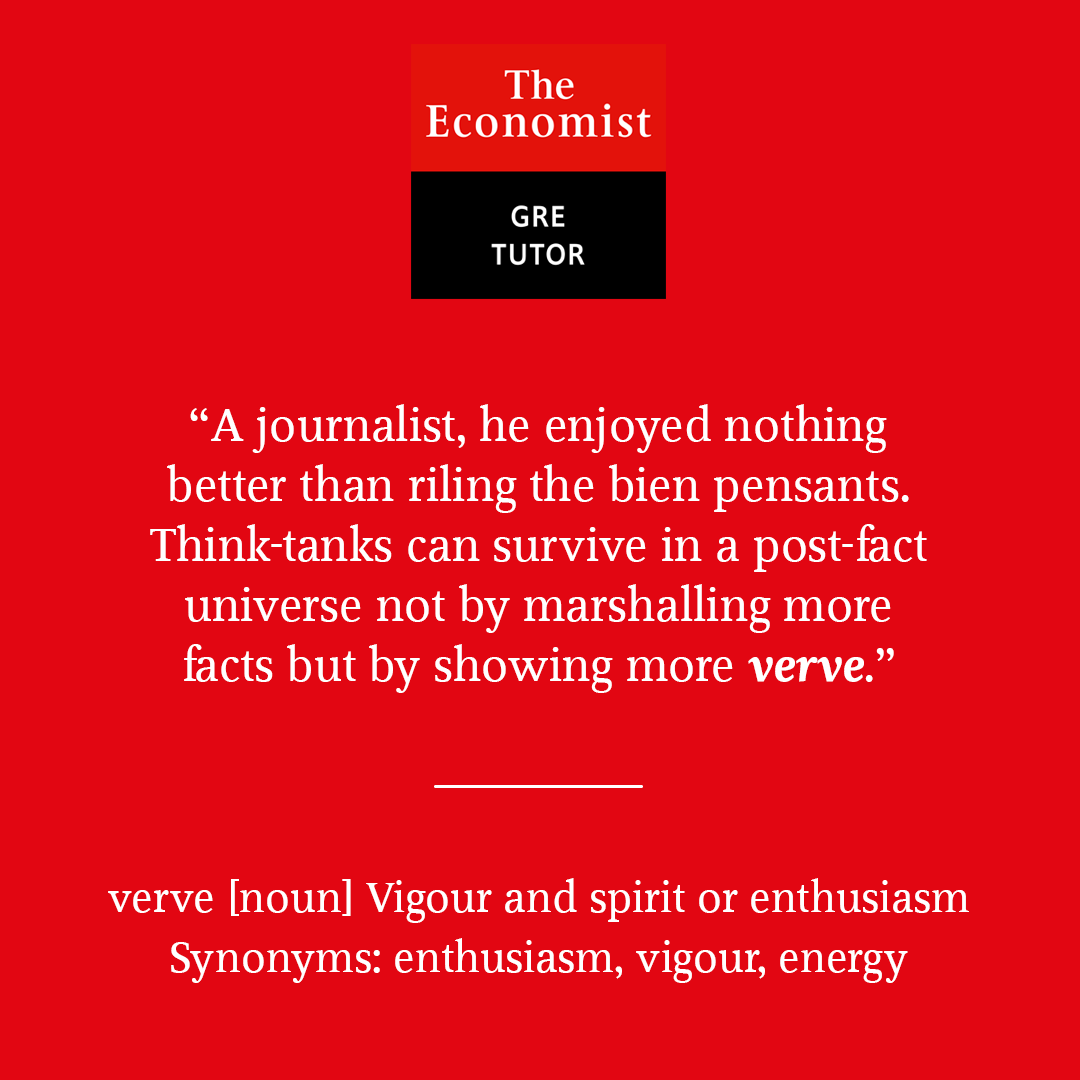 The
Economist
GRE
TUTOR
“A journalist, he enjoyed nothing
better than riling the bien pensants.
Think-tanks can survive in a post-fact
universe not by marshalling more
facts but by showing more verve.”
verve [noun] Vigour and spirit or enthusiasm
Synonyms: enthusiasm, vigour, energy